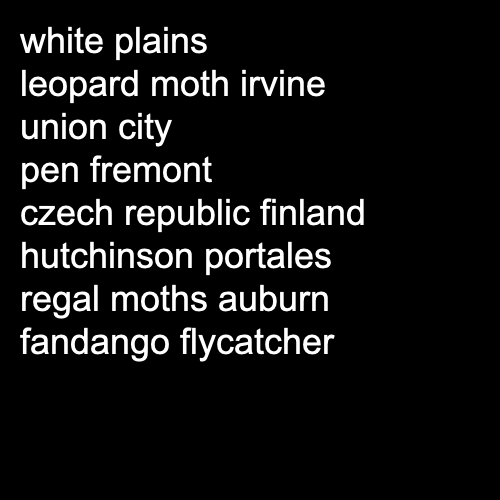 white plains
leopard moth irvine
union city
pen fremont
czech republic finland
hutchinson portales
regal moths auburn
fandango flycatcher